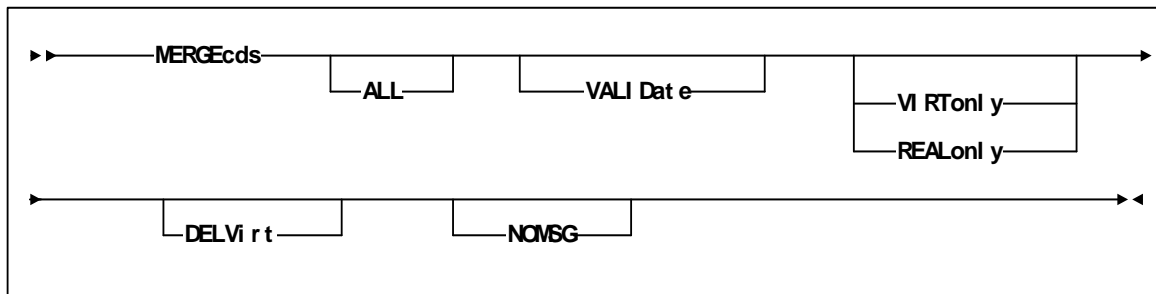 MERGEcds
ALL
VALIDate
VIRTonly
REALonly
DELVirt
NOMSG